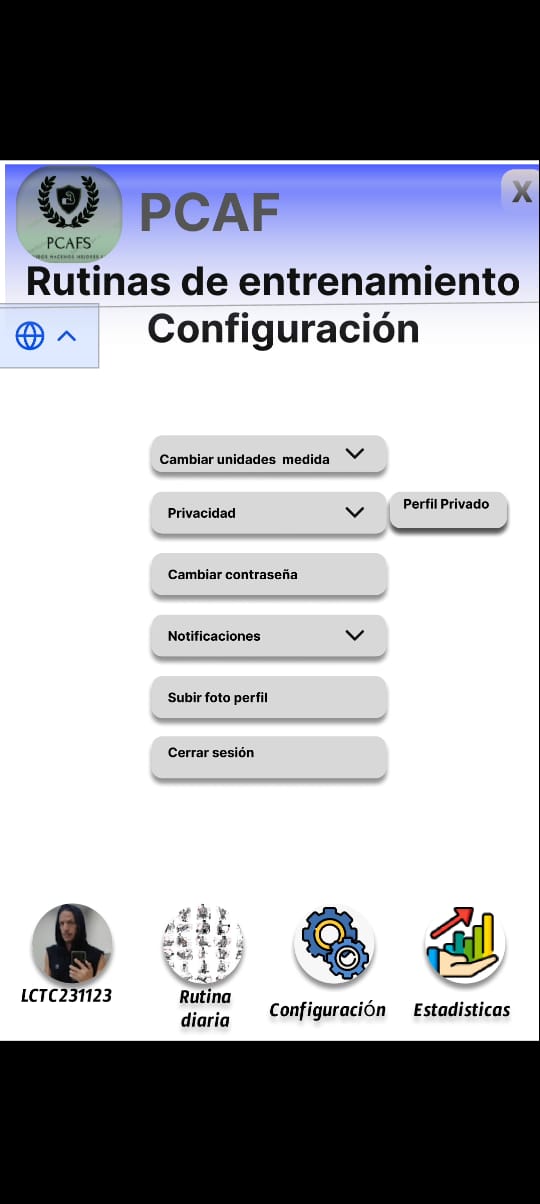 PCAFS
PCAF
X
Rutinas de entrenamiento
Configuración
Cambiar unidades medida
Privacidad
Perfil Privado
Cambiar contraseña
Notificaciones
Subir foto perfil
Cerrar sesión
LCTC231123
Rutina
diaria
Configuración
Estadisticas